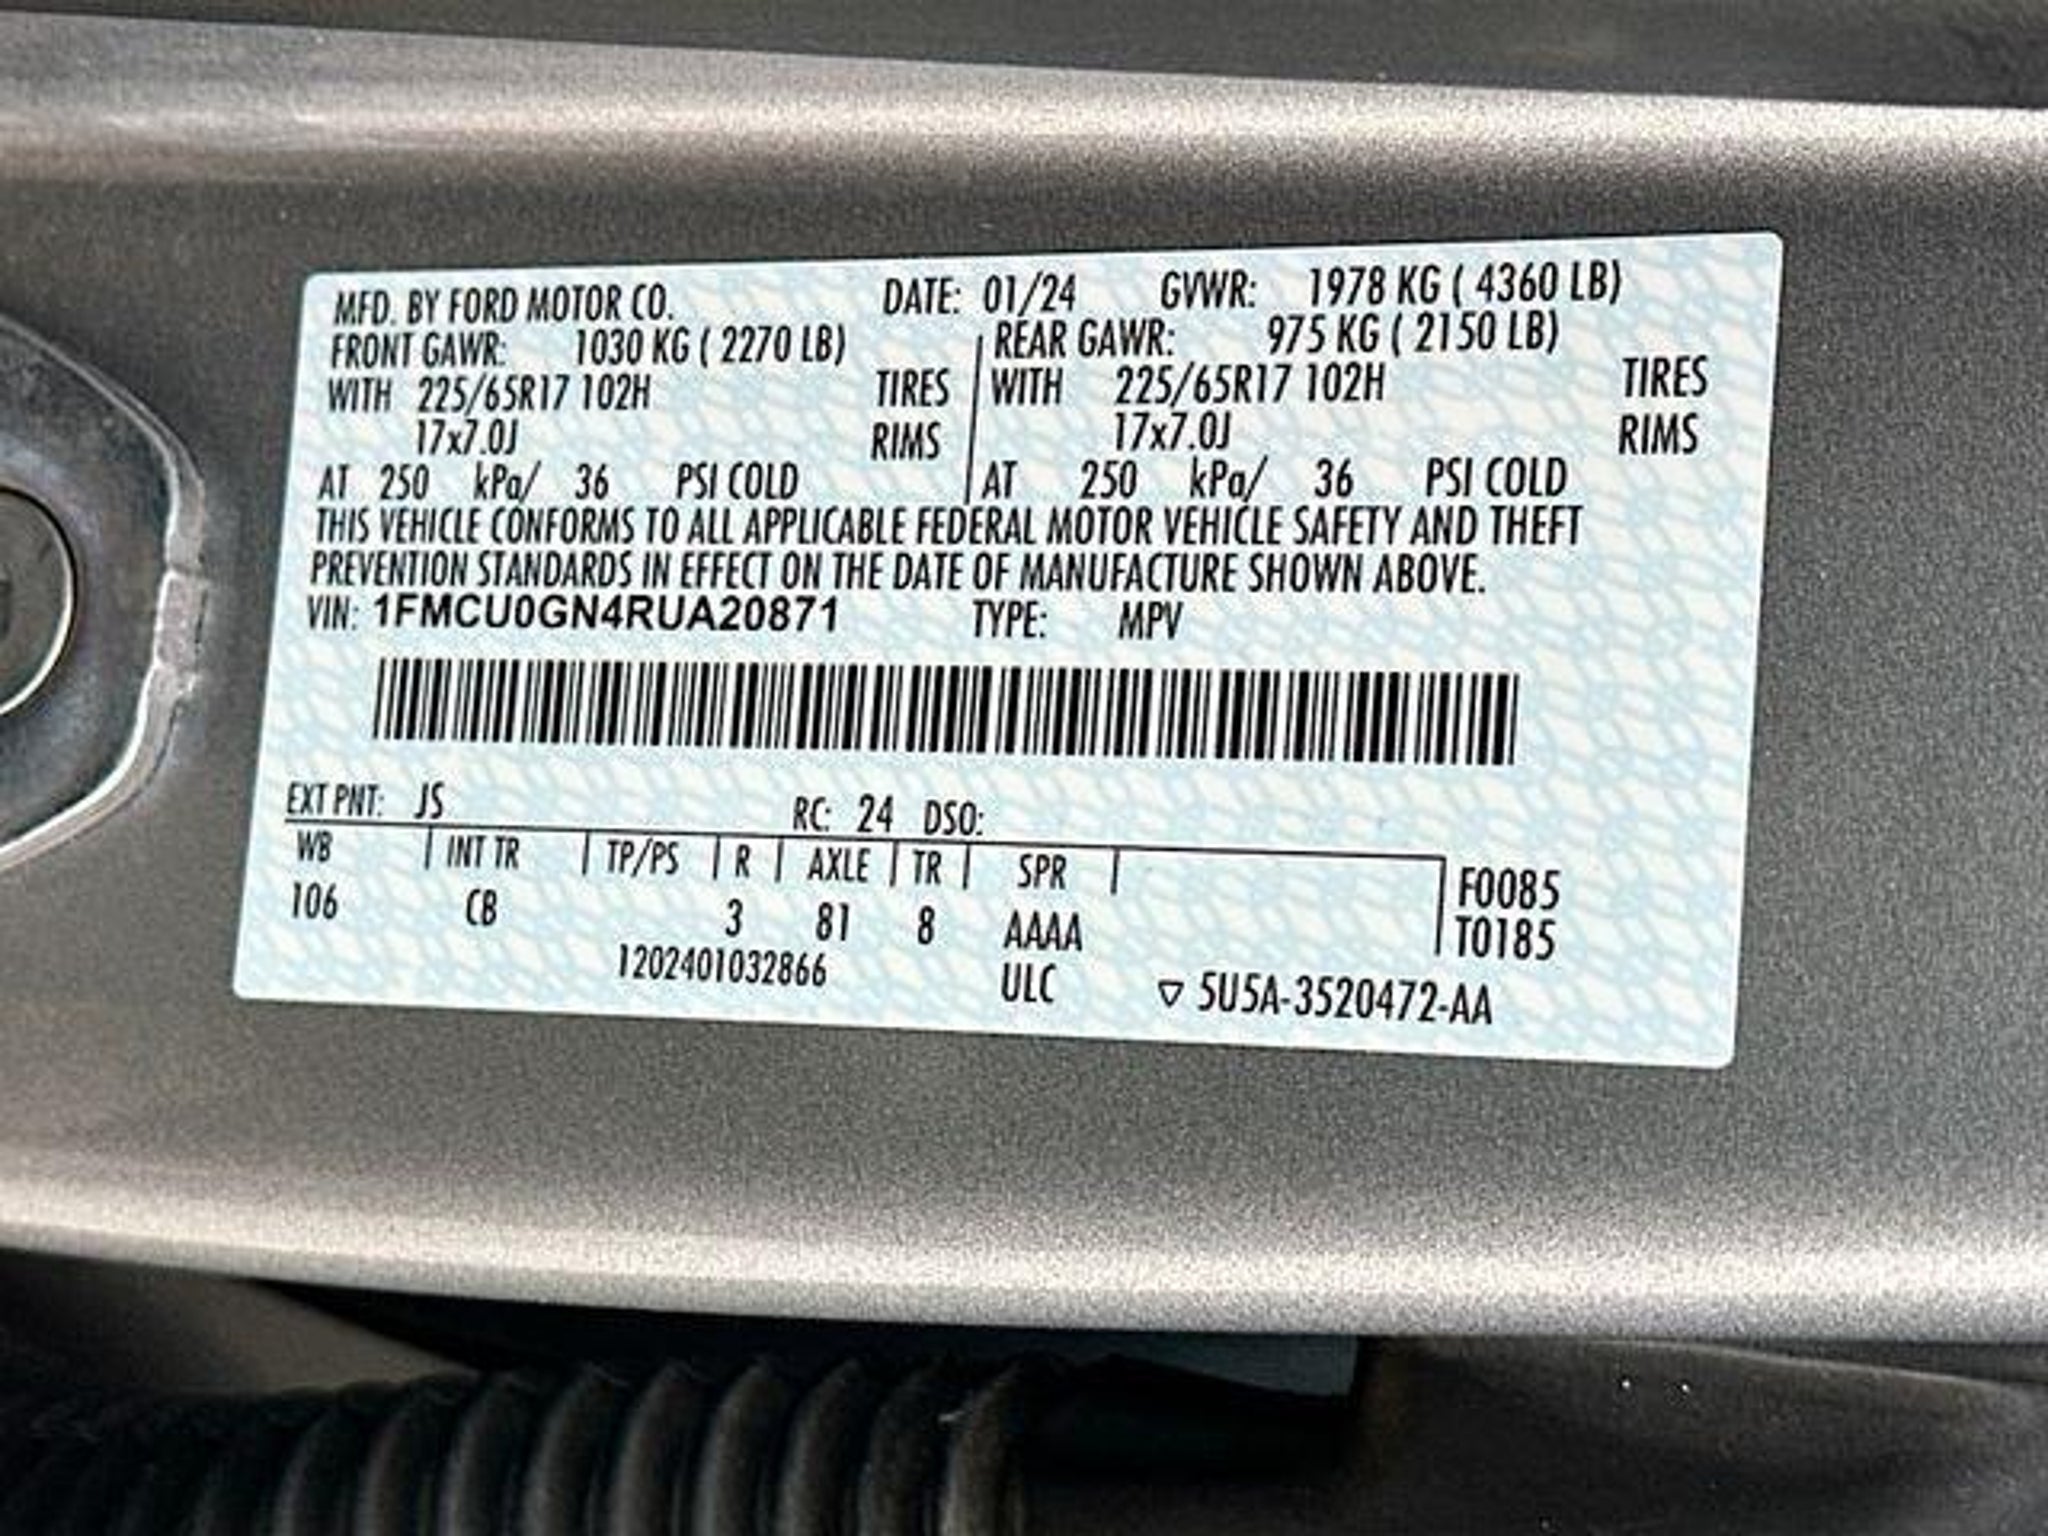 MFD. BY FORD MOTOR CO. DATE: 01/24 GVWR: 1978 KG ( 4360 LB)
FRONT GAWR: 1030 KG ( 2270 LB) REAR GAWR: 975 KG ( 2150 LB)
WITH 225/65R17 102H TIRES WITH 225/65R17 102H TIRES
17x7.0J RIMS 17x7.0J RIMS
AT 250 kPa/ 36 PSI COLD AT 250 kPa/ 36 PSI COLD
THIS VEHICLE CONFORMS TO ALL APPLICABLE FEDERAL MOTOR VEHICLE SAFETY AND THEFT
PREVENTION STANDARDS IN EFFECT ON THE DATE OF MANUFACTURE SHOWN ABOVE.
VIN: 1FMCU0GN4RUA20871 TYPE: MPV
EXT PNT: JS RC: 24 DSO:
WB INT TR TP/PS R AXLE TR SPR F0085
106 CB 3 81 8 AAAA T0185
1202401032866 ULC ▽ 5U5A-3520472-AA